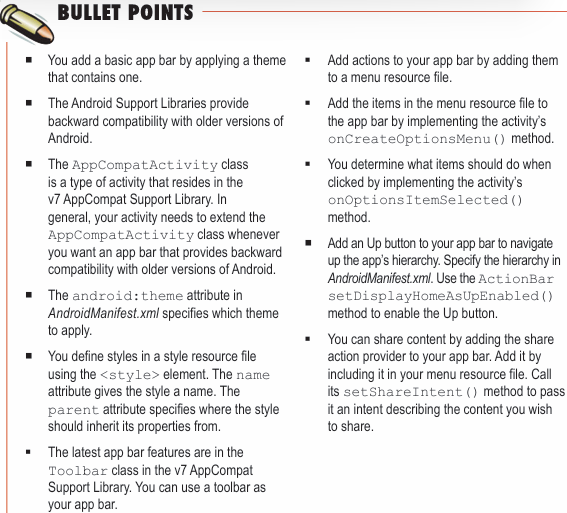 BULLET POINTS
▪ You add a basic app bar by applying a theme
that contains one.
▪ The Android Support Libraries provide
backward compatibility with older versions of
Android.
▪ The AppCompatActivity class
is a type of activity that resides in the
v7 AppCompat Support Library. In
general, your activity needs to extend the
AppCompatActivity class whenever
you want an app bar that provides backward
compatibility with older versions of Android.
▪ The android:theme attribute in
AndroidManifest.xml specifies which theme
to apply.
▪ You define styles in a style resource file
using the <style> element. The name
attribute gives the style a name. The
parent attribute specifies where the style
should inherit its properties from.
▪ The latest app bar features are in the
Toolbar class in the v7 AppCompat
Support Library. You can use a toolbar as
your app bar.
▪ Add actions to your app bar by adding them
to a menu resource file.
▪ Add the items in the menu resource file to
the app bar by implementing the activity’s
onCreateOptionsMenu() method.
▪ You determine what items should do when
clicked by implementing the activity’s
onOptionsItemSelected()
method.
▪ Add an Up button to your app bar to navigate
up the app’s hierarchy. Specify the hierarchy in
AndroidManifest.xml. Use the ActionBar
setDisplayHomeAsUpEnabled()
method to enable the Up button.
▪ You can share content by adding the share
action provider to your app bar. Add it by
including it in your menu resource file. Call
its setShareIntent() method to pass
it an intent describing the content you wish
to share.